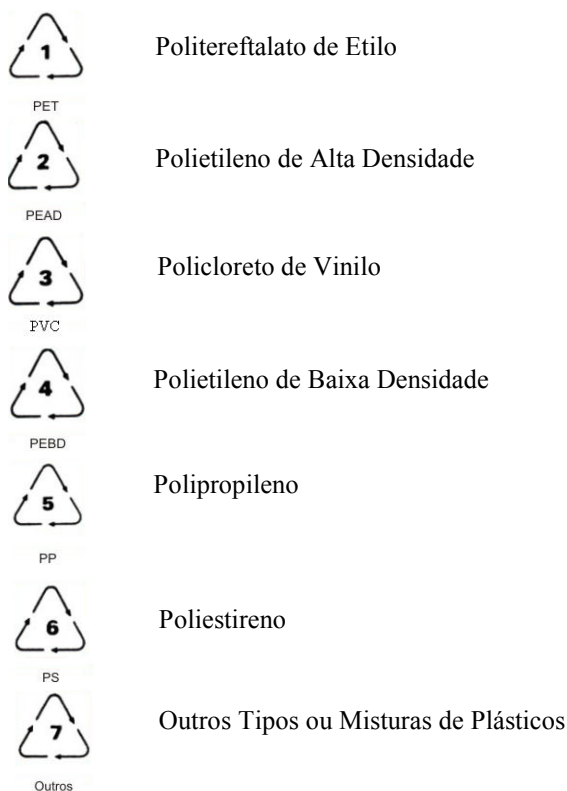 1
Politereftalato de Etilo
PET
2
Polietileno de Alta Densidade
PEAD
3
Policloreto de Vinilo
PVC
4
Polietileno de Baixa Densidade
PEBD
5
Polipropileno
PP
6
Poliestireno
PS
7
Outros Tipos ou Misturas de Plásticos
Outros